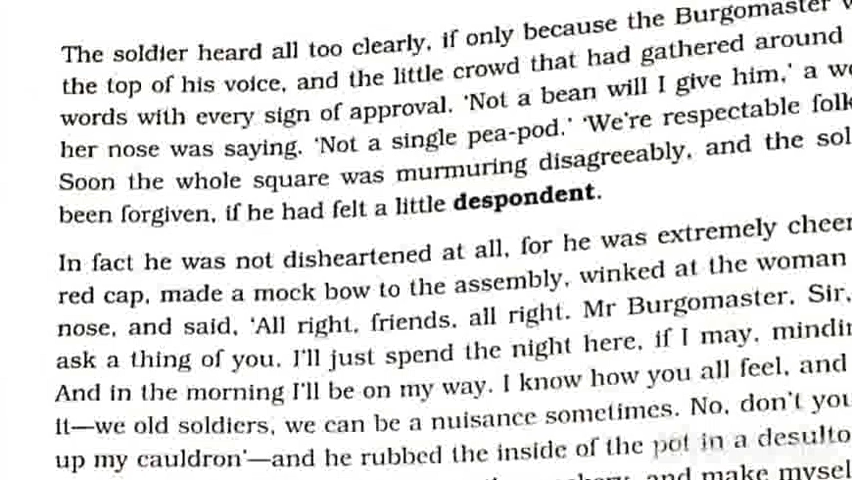 The soldier heard all too clearly, if only because the Burgomaster
the top of his voice, and the little crowd that had gathered around
words with every sign of approval. 'Not a bean will I give him,' a
her nose was saying. 'Not a single pea-pod.' 'We're respectable
Soon the whole square was murmuring disagreeably, and the
been forgiven, if he had felt a little despondent.
In fact he was not disheartened at all, for he was extremely
red cap, made a mock bow to the assembly, winked at the woman
nose, and said, 'All right, friends, all right. Mr Burgomaster, Sir,
ask a thing of you. I'll just spend the night here, if I may,
And in the morning I'll be on my way. I know how you all feel, and
it—we old soldiers, we can be a nuisance sometimes. No, don't
up my cauldron'—and he rubbed the inside of the pot in a
and make